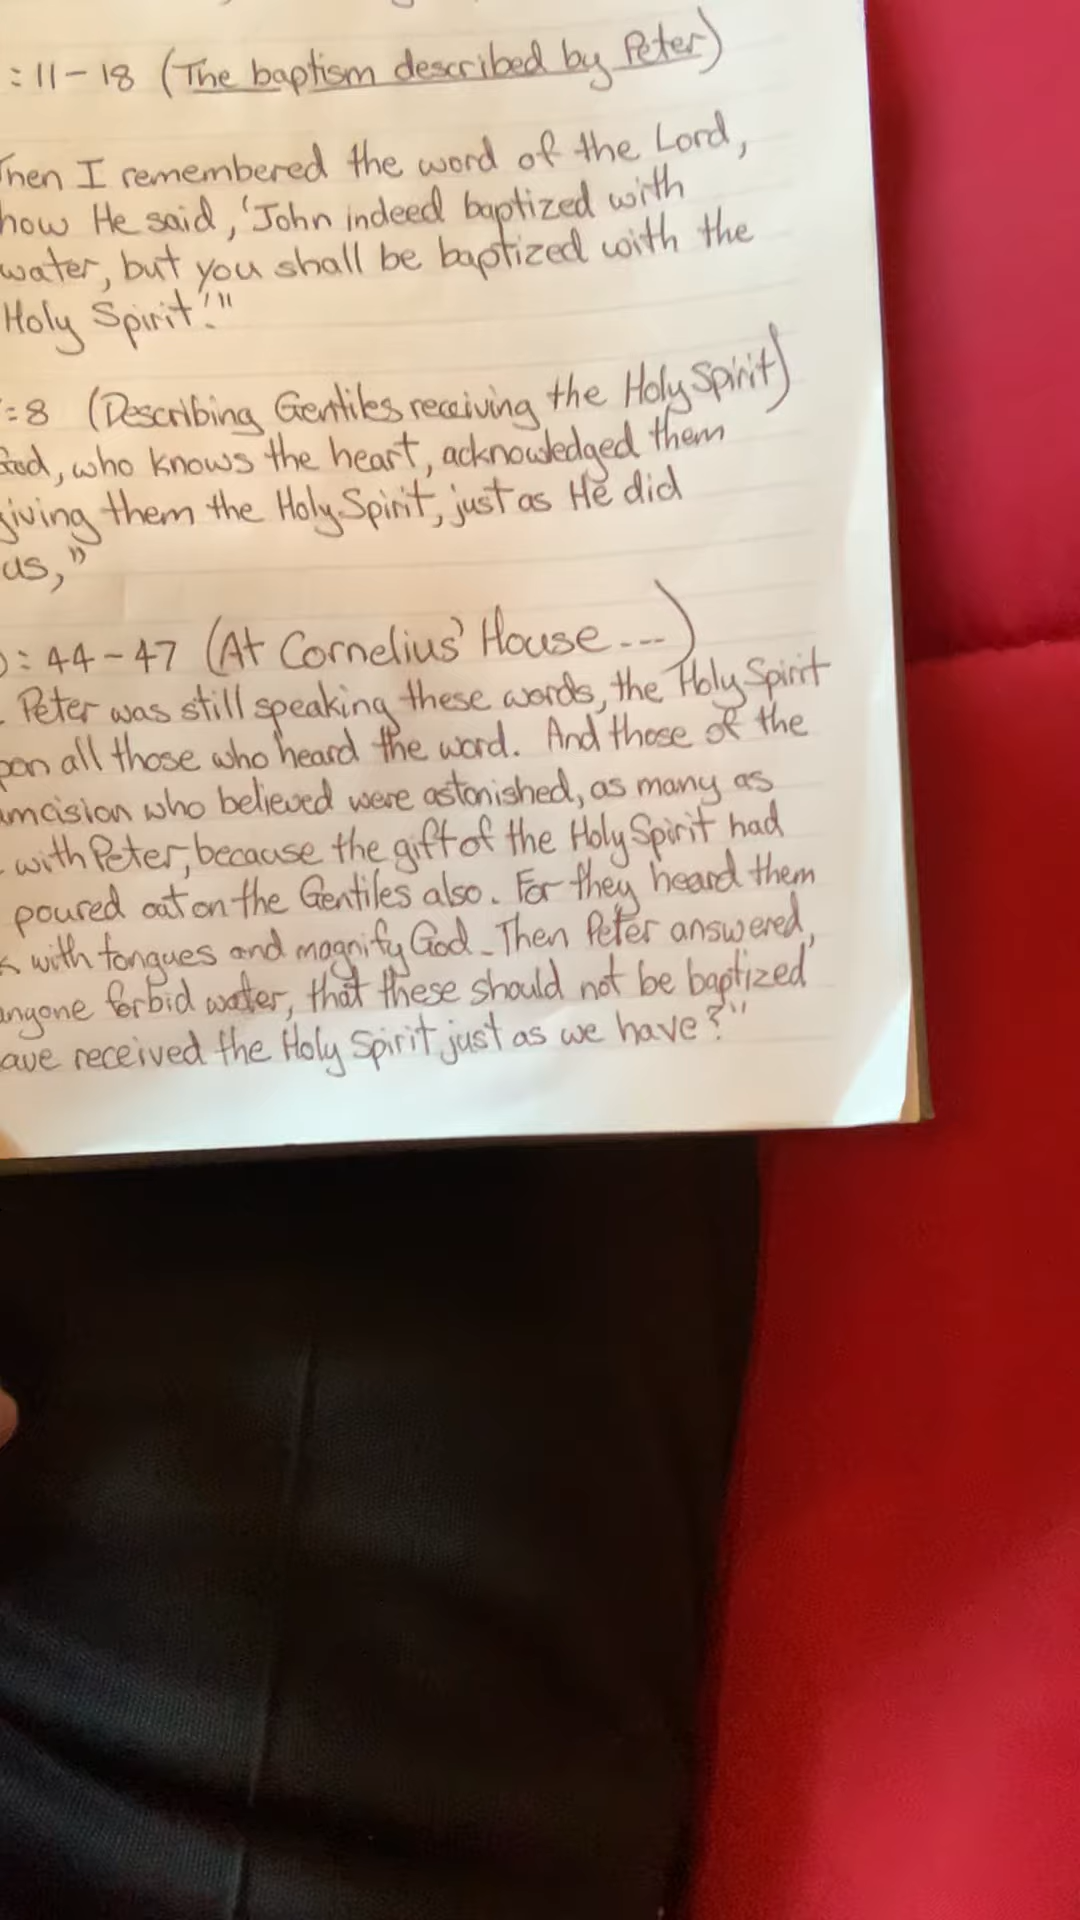 :11-18 (The baptism described by Peter)
Then I remembered the word of the Lord,
how He said, 'John indeed baptized with
water, but you shall be baptized with the
Holy Spirit.'"
:8 (Describing Gentiles receiving the Holy Spirit)
God, who knows the heart, acknowledged them
giving them the Holy Spirit, just as He did
us,"
:44-47 (At Cornelius' House ...)
Peter was still speaking these words, the Holy Spirit
pon all those who heard the word. And those of the
umcision who believed were astonished, as many as
with Peter, because the gift of the Holy Spirit had
poured out on the Gentiles also. For they heard them
k with tongues and magnify God. Then Peter answered,
anyone forbid water, that these should not be baptized
ave received the Holy Spirit just as we have?"